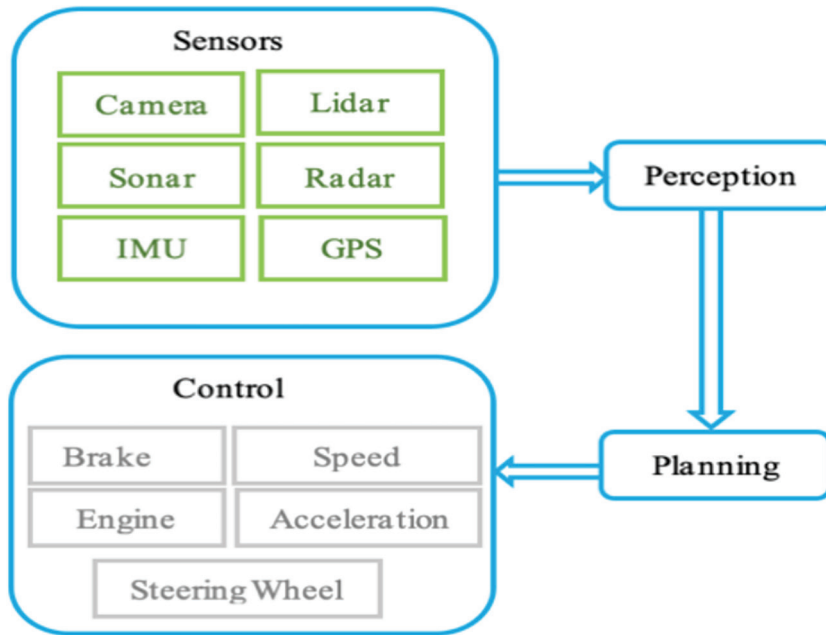 Sensors
Camera
Lidar
Sonar
Radar
IMU
GPS
Perception
Control
Brake
Speed
Engine
Acceleration
Steering Wheel
Planning